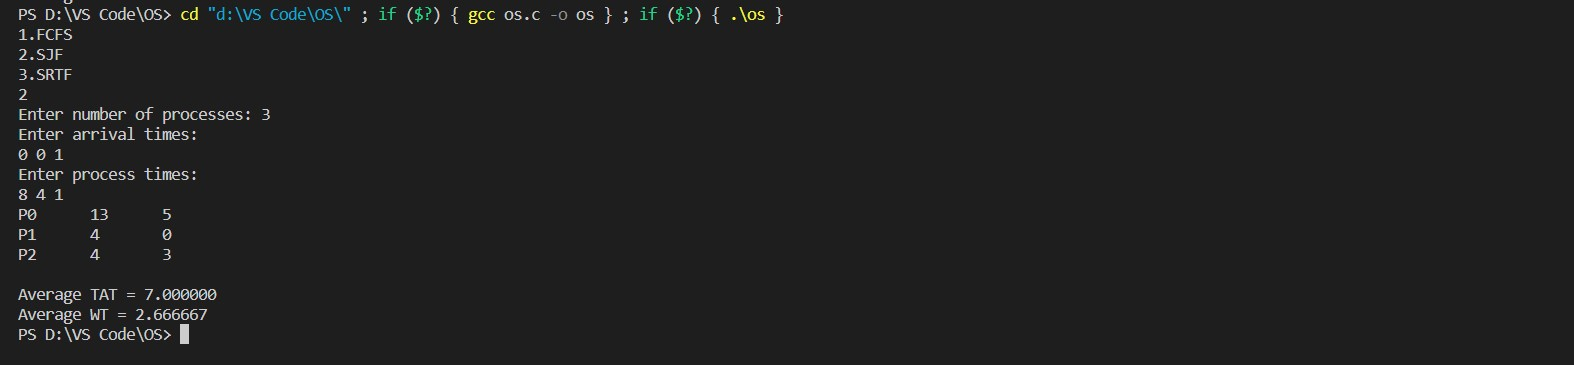 PS D:\VS Code\OS> cd "d:\VS Code\OS\" ; if ($?) { gcc os.c -o os } ; if ($?) { .\os }
1.FCFS
2.SJF
3.SRTF
2
Enter number of processes: 3
Enter arrival times:
0 0 1
Enter process times:
8 4 1
P0      13      5
P1      4       0
P2      4       3

Average TAT = 7.000000
Average WT = 2.666667
PS D:\VS Code\OS>